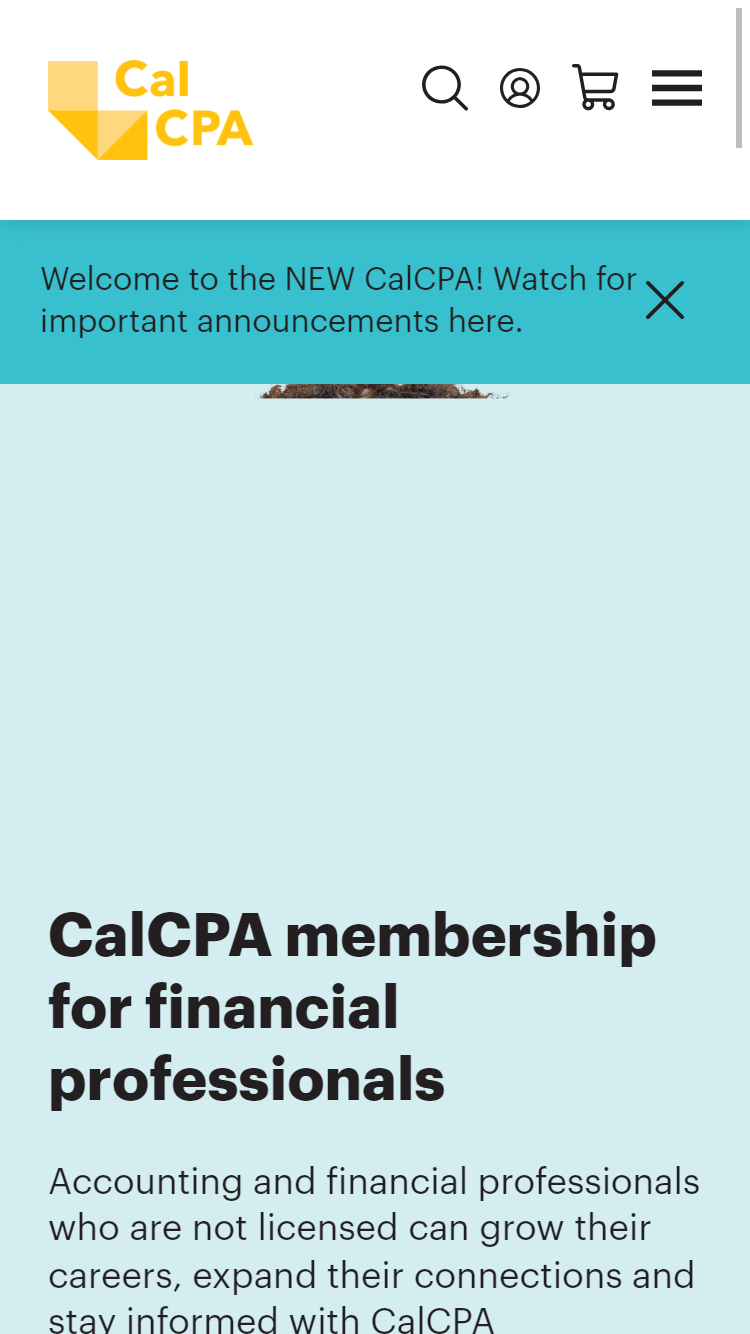 Cal
CPA
Welcome to the NEW CalCPA! Watch for
important announcements here.
CalCPA membership
for financial
professionals
Accounting and financial professionals
who are not licensed can grow their
careers, expand their connections and
stay informed with CalCPA